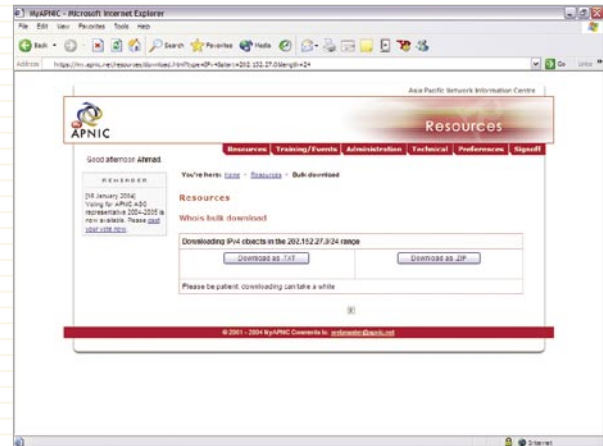 MyAPNIC - Microsoft Internet Explorer
File Edit View Favorites Tools Help
Back Search Favorites Media
Address Go Links
Asia Pacific Network Information Centre
APNIC
Resources
Resources Training/Events Administration Technical Preferences Signoff
Good afternoon Ahmad.
REMINDER
[16 January 2004]
Voting for APNIC ASO
representative 2004-2005 is
now available. Please cast
your vote now.
You're here: Home Resources Bulk download
Resources
Whois bulk download
Downloading IPv4 objects in the 202.152.27.0/24 range
Download as .TXT Download as .ZIP
Please be patient: downloading can take a while
© 2001 - 2004 MyAPNIC Comments to: webmaster@apnic.net
Internet